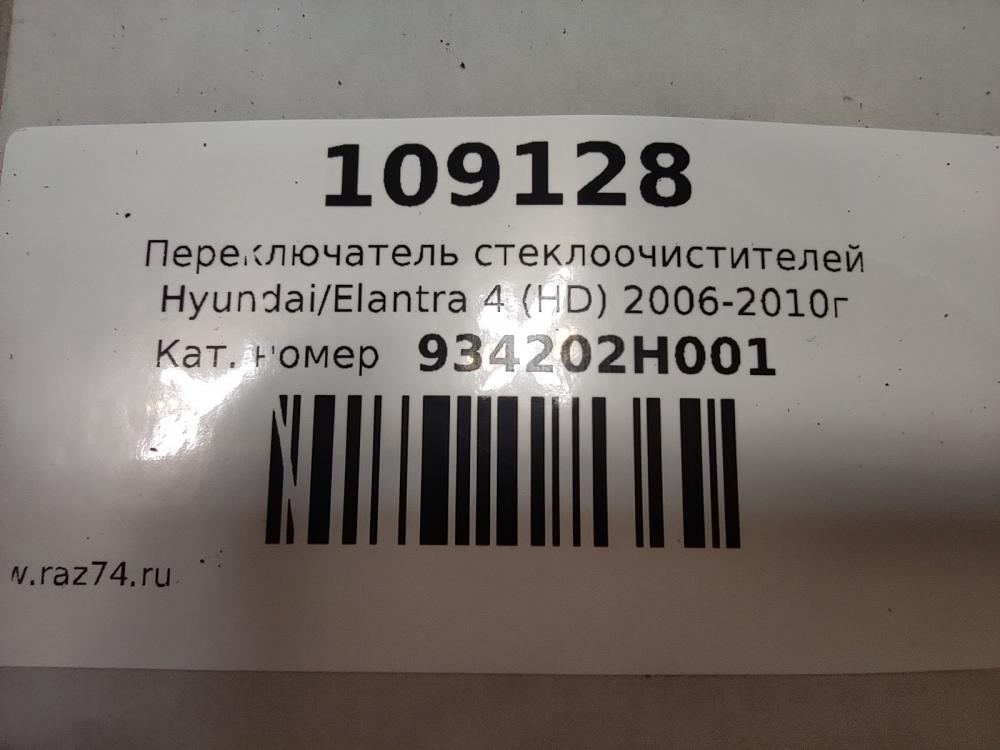 109128
Переключатель стеклоочистителей
Hyundai/Elantra 4 (HD) 2006-2010г
Кат. номер 934202H001
w.raz74.ru